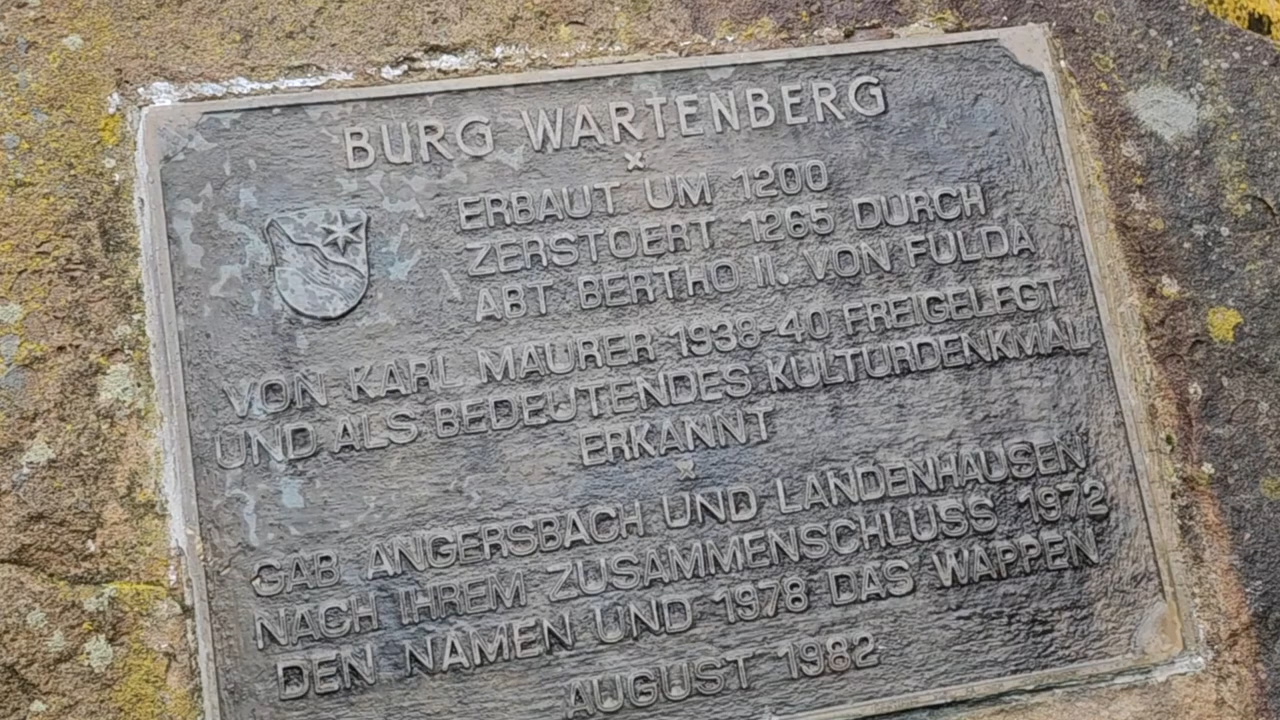 BURG WARTENBERG
ERBAUT UM 1200
ZERSTOERT 1265 DURCH
ABT BERTHO II. VON FULDA
VON KARL MAURER 1938-40 FREIGELEGT
UND ALS BEDEUTENDES KULTURDENKMAL
ERKANNT
GAB ANGERSBACH UND LANDENHAUSEN
NACH IHREM ZUSAMMENSCHLUSS 1972
DEN NAMEN UND 1978 DAS WAPPEN
AUGUST 1982